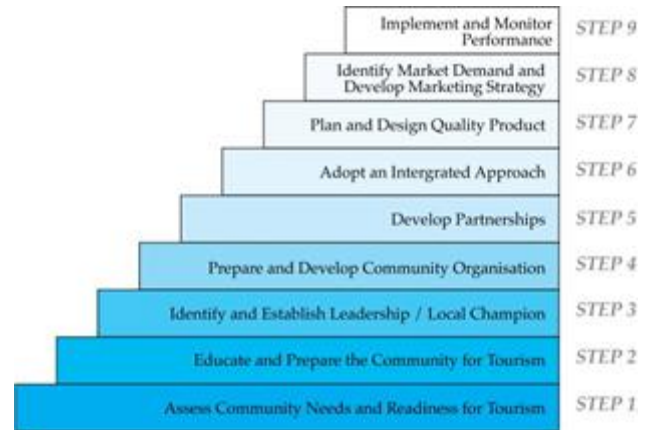 Implement and Monitor
Performance
STEP 9
Identify Market Demand and
Develop Marketing Strategy
STEP 8
Plan and Design Quality Product
STEP 7
Adopt an Intergrated Approach
STEP 6
Develop Partnerships
STEP 5
Prepare and Develop Community Organisation
STEP 4
Identify and Establish Leadership / Local Champion
STEP 3
Educate and Prepare the Community for Tourism
STEP 2
Assess Community Needs and Readiness for Tourism
STEP 1